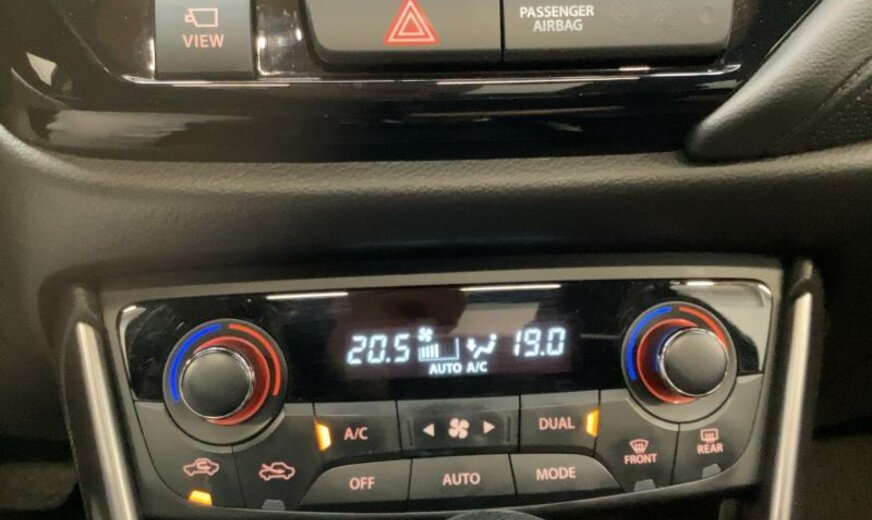 VIEW
PASSENGER
AIRBAG
20.5
19.0
AUTO A/C
A/C
DUAL
FRONT
REAR
OFF
AUTO
MODE